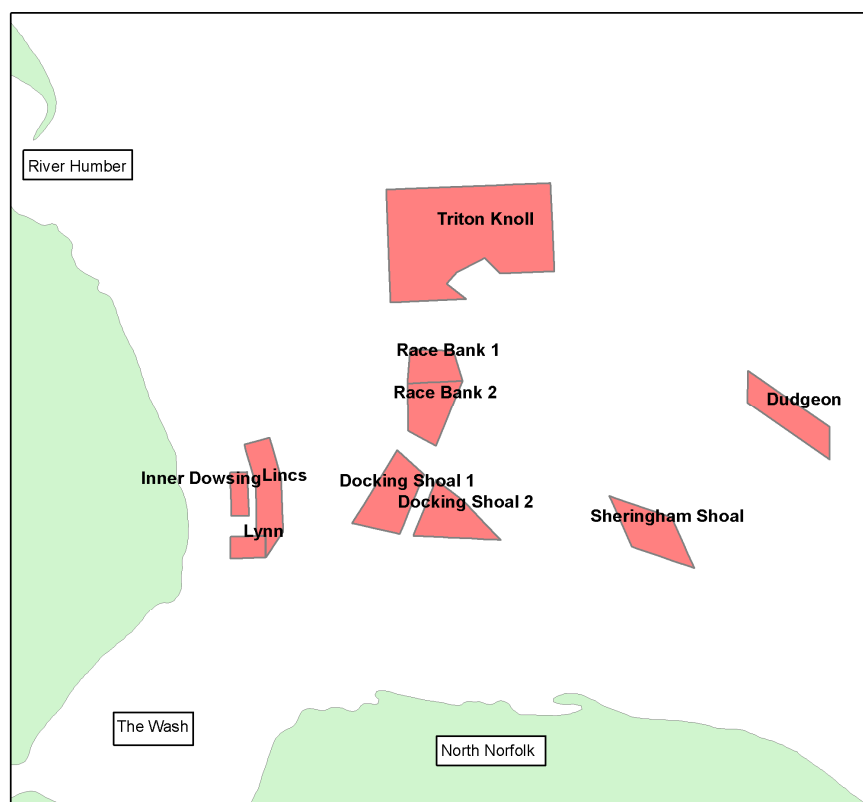 River Humber
Triton Knoll
Race Bank 1
Race Bank 2
Dudgeon
Inner Dowsing
Lincs
Docking Shoal 1
Docking Shoal 2
Sheringham Shoal
Lynn
The Wash
North Norfolk